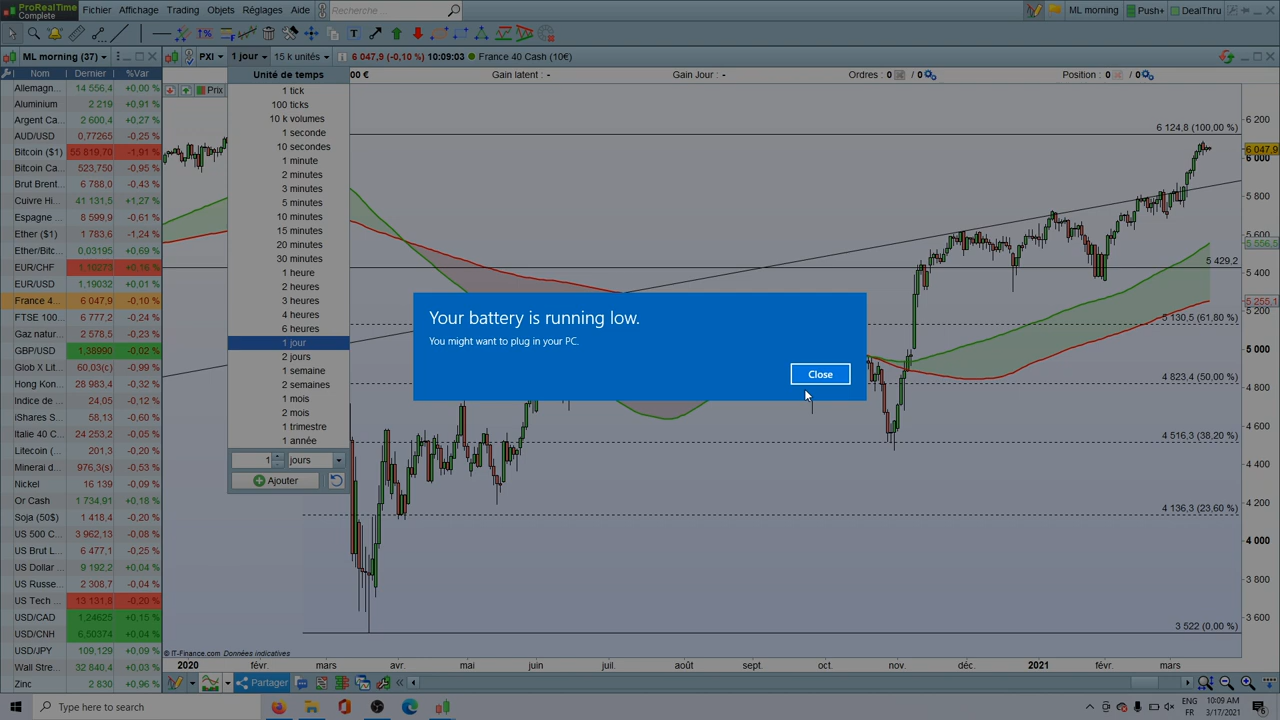 ProRealTime
Complete
Fichier Affichage Trading Objets Réglages Aide Recherche ML morning Push+ DealThru
ML morning (37) PXI 1 jour 15 k unités 6 047,9 (-0,10 %) 10:09:03 France 40 Cash (10€)
Nom Dernier %Var
Unité de temps 00 € Gain latent : - Gain Jour : - Ordres : 0 / 0 Position : 0 / 0
Prix
Allemagn... 14 556,4 +0,00 %
Aluminium 2 219 +0,91 %
Argent Ca... 2 600,4 +0,27 %
AUD/USD 0,77265 -0,25 %
Bitcoin ($1) 55 819,70 -1,91 %
Bitcoin Ca... 523,750 -0,95 %
Brut Brent... 6 788,0 -0,43 %
Cuivre Hi... 41 131,5 +1,27 %
Espagne ... 8 599,9 -0,61 %
Ether ($1) 1 783,6 -1,24 %
Ether/Bitc... 0,03195 +0,69 %
EUR/CHF 1,10273 +0,16 %
EUR/USD 1,19032 +0,01 %
France 4... 6 047,9 -0,10 %
FTSE 100... 6 777,2 -0,24 %
Gaz natur... 2 578,5 -0,23 %
GBP/USD 1,38990 -0,02 %
Glob X Lit... 60,03(c) -0,99 %
Hong Kon... 28 983,4 -0,32 %
Indice de ... 24,05 -0,12 %
iShares S... 58,13 -0,60 %
Italie 40 C... 24 253,2 -0,05 %
Litecoin (... 201,5 -0,20 %
Minerai d... 976,3(s) -0,53 %
Nickel 16 139 -0,09 %
Or Cash 1 734,91 +0,18 %
Soja (50$) 1 418,4 -0,20 %
US 500 C... 3 962,13 -0,08 %
US Brut L... 6 477,1 -0,25 %
US Dollar ... 9 192,2 +0,04 %
US Russe... 2 308,7 -0,04 %
US Tech ... 13 131,8 -0,20 %
USD/CAD 1,24625 +0,15 %
USD/CNH 6,50374 +0,04 %
USD/JPY 109,129 +0,09 %
Wall Stre... 32 840,4 +0,03 %
Zinc 2 830 +0,96 %
1 tick
100 ticks
10 k volumes
1 seconde
10 secondes
1 minute
2 minutes
3 minutes
5 minutes
10 minutes
15 minutes
20 minutes
30 minutes
1 heure
2 heures
3 heures
4 heures
6 heures
1 jour
2 jours
1 semaine
2 semaines
1 mois
2 mois
1 trimestre
1 année
1 jours
Ajouter
Your battery is running low.
You might want to plug in your PC.
Close
6 124,8 (100,00 %)
5 429,2
5 130,5 (61,80 %)
4 823,4 (50,00 %)
4 516,3 (38,20 %)
4 136,3 (23,60 %)
3 522 (0,00 %)
6 200
6 047,9
6 000
5 800
5 600
5 556,5
5 400
5 255,1
5 200
5 000
4 800
4 600
4 400
4 200
4 000
3 800
3 600
© IT-Finance.com Données indicatives
2020 févr. mars avr. mai juin juil. août sept. oct. nov. déc. 2021 févr. mars
Partager
Type here to search
ENG 10:09 AM
FR 3/17/2021
6